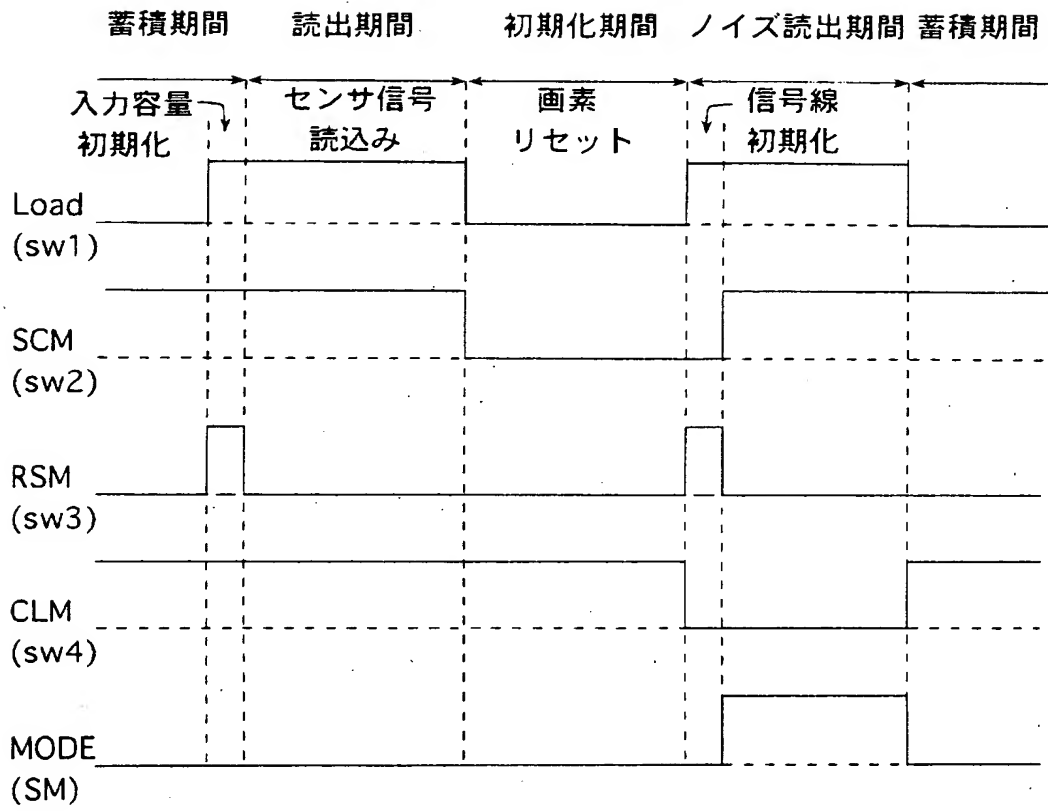 蓄積期間 読出期間 初期化期間 ノイズ読出期間 蓄積期間
入力容量 センサ信号 画素 信号線
初期化 読込み リセット 初期化
Load
(sw1)
SCM
(sw2)
RSM
(sw3)
CLM
(sw4)
MODE
(SM)